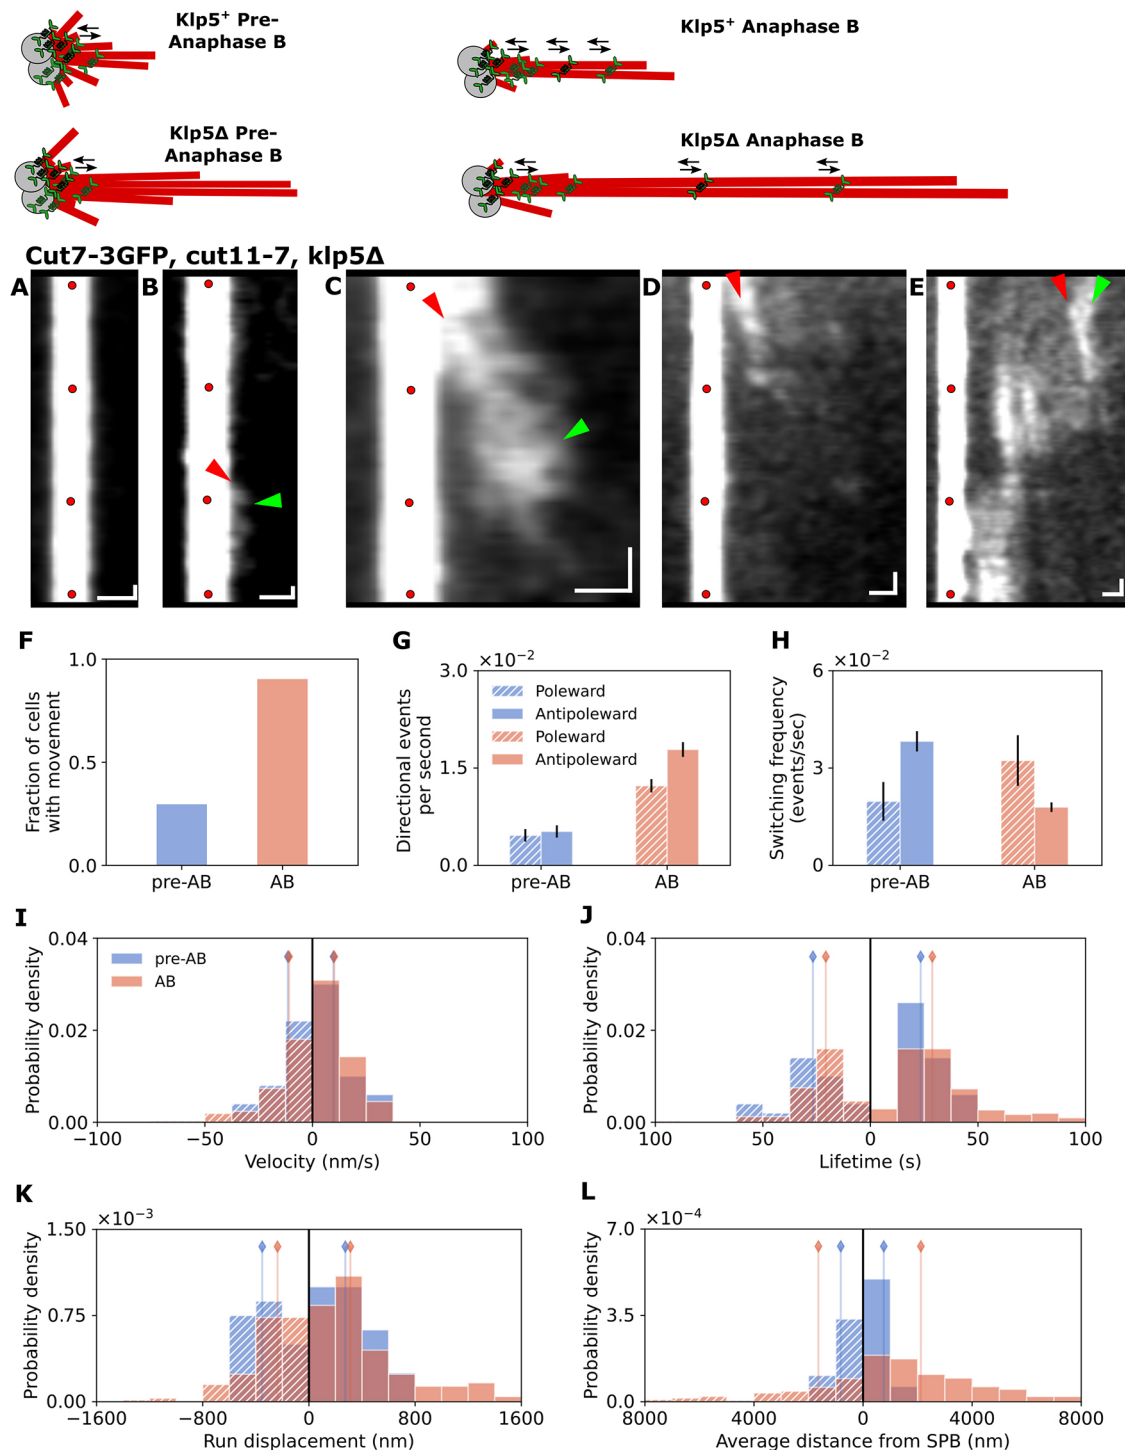 Klp5+ Pre-
Anaphase B
Klp5+ Anaphase B
Klp5Δ Pre-
Anaphase B
Klp5Δ Anaphase B
Cut7-3GFP, cut11-7, klp5Δ
A
B
C
D
E
F
1.0
0.5
0.0
Fraction of cells
with movement
pre-AB
AB
G
×10−2
3.0
1.5
0.0
Directional events
per second
Poleward
Antipoleward
Poleward
Antipoleward
pre-AB
AB
H
×10−2
6
3
0
Switching frequency
(events/sec)
pre-AB
AB
I
0.04
0.02
0.00
Probability density
pre-AB
AB
−100
−50
0
50
100
Velocity (nm/s)
J
0.04
0.02
0.00
Probability density
100
50
0
50
100
Lifetime (s)
K
×10−3
1.50
0.75
0.00
Probability density
−1600
−800
0
800
1600
Run displacement (nm)
L
×10−4
7.0
3.5
0.0
Probability density
8000
4000
0
4000
8000
Average distance from SPB (nm)